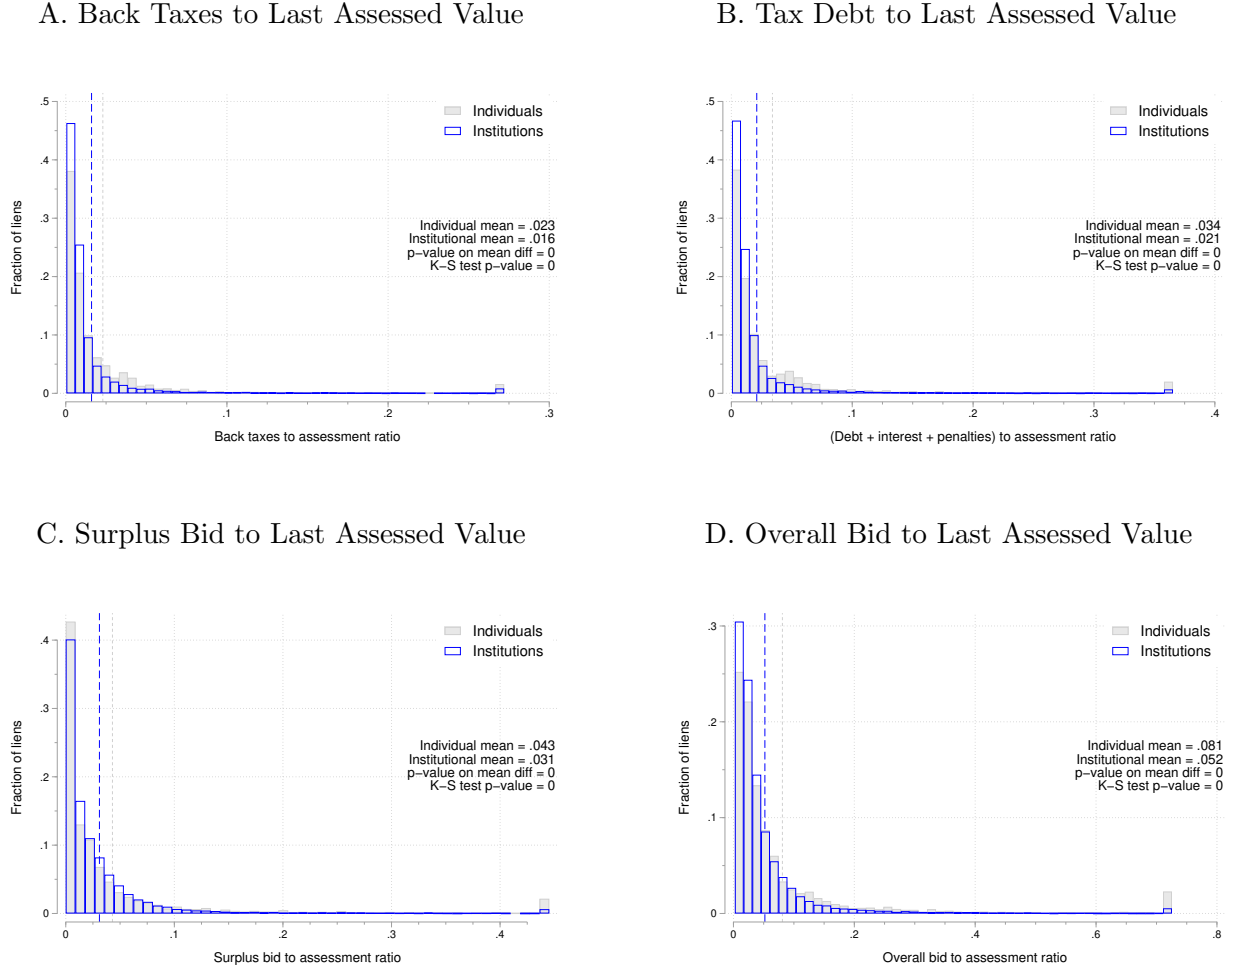 A. Back Taxes to Last Assessed Value
.5
.4
.3
.2
.1
0
Fraction of liens
Individuals
Institutions
Individual mean = .023
Institutional mean = .016
p−value on mean diff = 0
K−S test p−value = 0
0
.1
.2
.3
Back taxes to assessment ratio
B. Tax Debt to Last Assessed Value
.5
.4
.3
.2
.1
0
Fraction of liens
Individuals
Institutions
Individual mean = .034
Institutional mean = .021
p−value on mean diff = 0
K−S test p−value = 0
0
.1
.2
.3
.4
(Debt + interest + penalties) to assessment ratio
C. Surplus Bid to Last Assessed Value
.4
.3
.2
.1
0
Fraction of liens
Individuals
Institutions
Individual mean = .043
Institutional mean = .031
p−value on mean diff = 0
K−S test p−value = 0
0
.1
.2
.3
.4
Surplus bid to assessment ratio
D. Overall Bid to Last Assessed Value
.3
.2
.1
0
Fraction of liens
Individuals
Institutions
Individual mean = .081
Institutional mean = .052
p−value on mean diff = 0
K−S test p−value = 0
0
.2
.4
.6
.8
Overall bid to assessment ratio